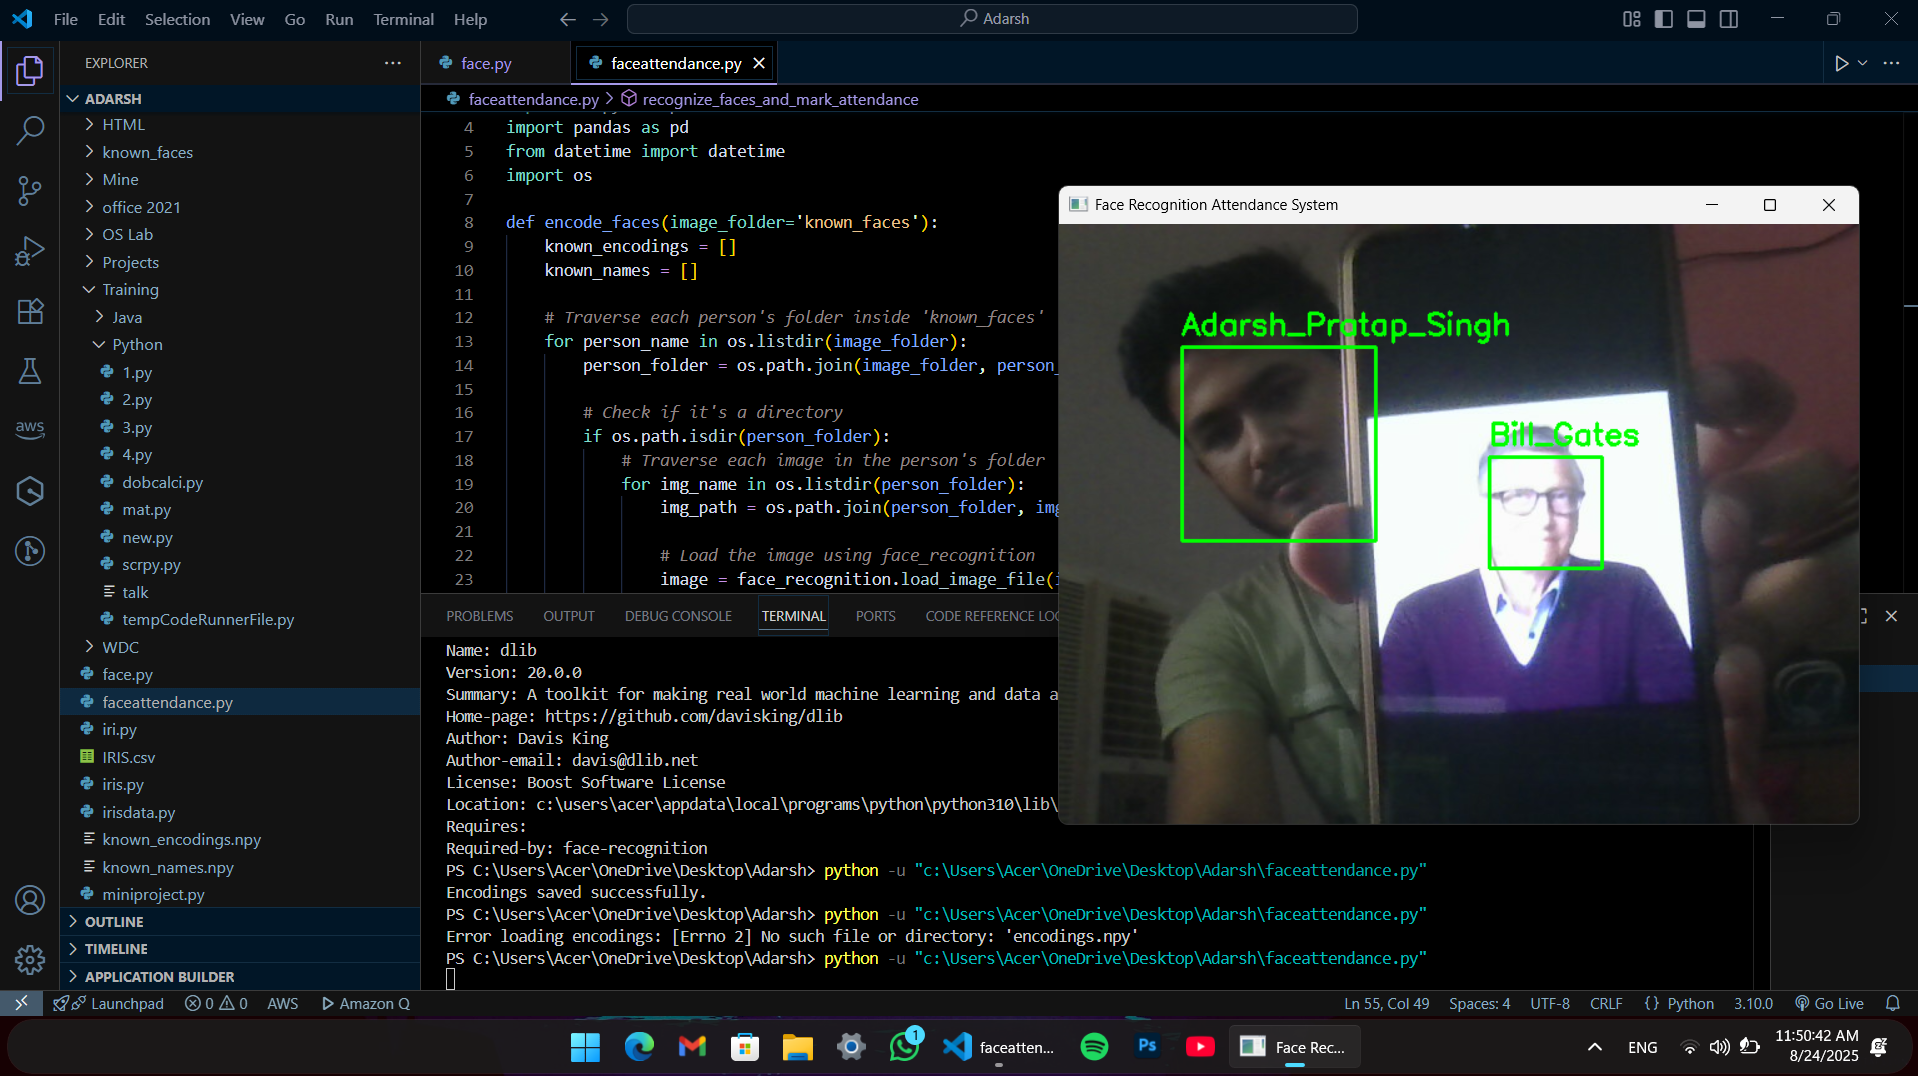 File Edit Selection View Go Run Terminal Help
Adarsh
EXPLORER
ADARSH
HTML
known_faces
Mine
office 2021
OS Lab
Projects
Training
Java
Python
1.py
2.py
3.py
4.py
dobcalci.py
mat.py
new.py
scrpy.py
talk
tempCodeRunnerFile.py
WDC
face.py
faceattendance.py
iri.py
IRIS.csv
iris.py
irisdata.py
known_encodings.npy
known_names.npy
miniproject.py
OUTLINE
TIMELINE
APPLICATION BUILDER
aws
face.py
faceattendance.py
faceattendance.py > recognize_faces_and_mark_attendance
4 import pandas as pd
5 from datetime import datetime
6 import os
7
8 def encode_faces(image_folder='known_faces'):
9 known_encodings = []
10 known_names = []
11
12 # Traverse each person's folder inside 'known_faces'
13 for person_name in os.listdir(image_folder):
14 person_folder = os.path.join(image_folder, person_
15
16 # Check if it's a directory
17 if os.path.isdir(person_folder):
18 # Traverse each image in the person's folder
19 for img_name in os.listdir(person_folder):
20 img_path = os.path.join(person_folder, img
21
22 # Load the image using face_recognition
23 image = face_recognition.load_image_file(i
Face Recognition Attendance System
Adarsh_Pratap_Singh
Bill_Gates
PROBLEMS OUTPUT DEBUG CONSOLE TERMINAL PORTS CODE REFERENCE LOG
Name: dlib
Version: 20.0.0
Summary: A toolkit for making real world machine learning and data a
Home-page: https://github.com/davisking/dlib
Author: Davis King
Author-email: davis@dlib.net
License: Boost Software License
Location: c:\users\acer\appdata\local\programs\python\python310\lib\
Requires:
Required-by: face-recognition
PS C:\Users\Acer\OneDrive\Desktop\Adarsh> python -u "c:\Users\Acer\OneDrive\Desktop\Adarsh\faceattendance.py"
Encodings saved successfully.
PS C:\Users\Acer\OneDrive\Desktop\Adarsh> python -u "c:\Users\Acer\OneDrive\Desktop\Adarsh\faceattendance.py"
Error loading encodings: [Errno 2] No such file or directory: 'encodings.npy'
PS C:\Users\Acer\OneDrive\Desktop\Adarsh> python -u "c:\Users\Acer\OneDrive\Desktop\Adarsh\faceattendance.py"
Launchpad 0 0 AWS Amazon Q Ln 55, Col 49 Spaces: 4 UTF-8 CRLF {} Python 3.10.0 Go Live
1
faceatten...
Ps
Face Rec...
ENG
11:50:42 AM
8/24/2025